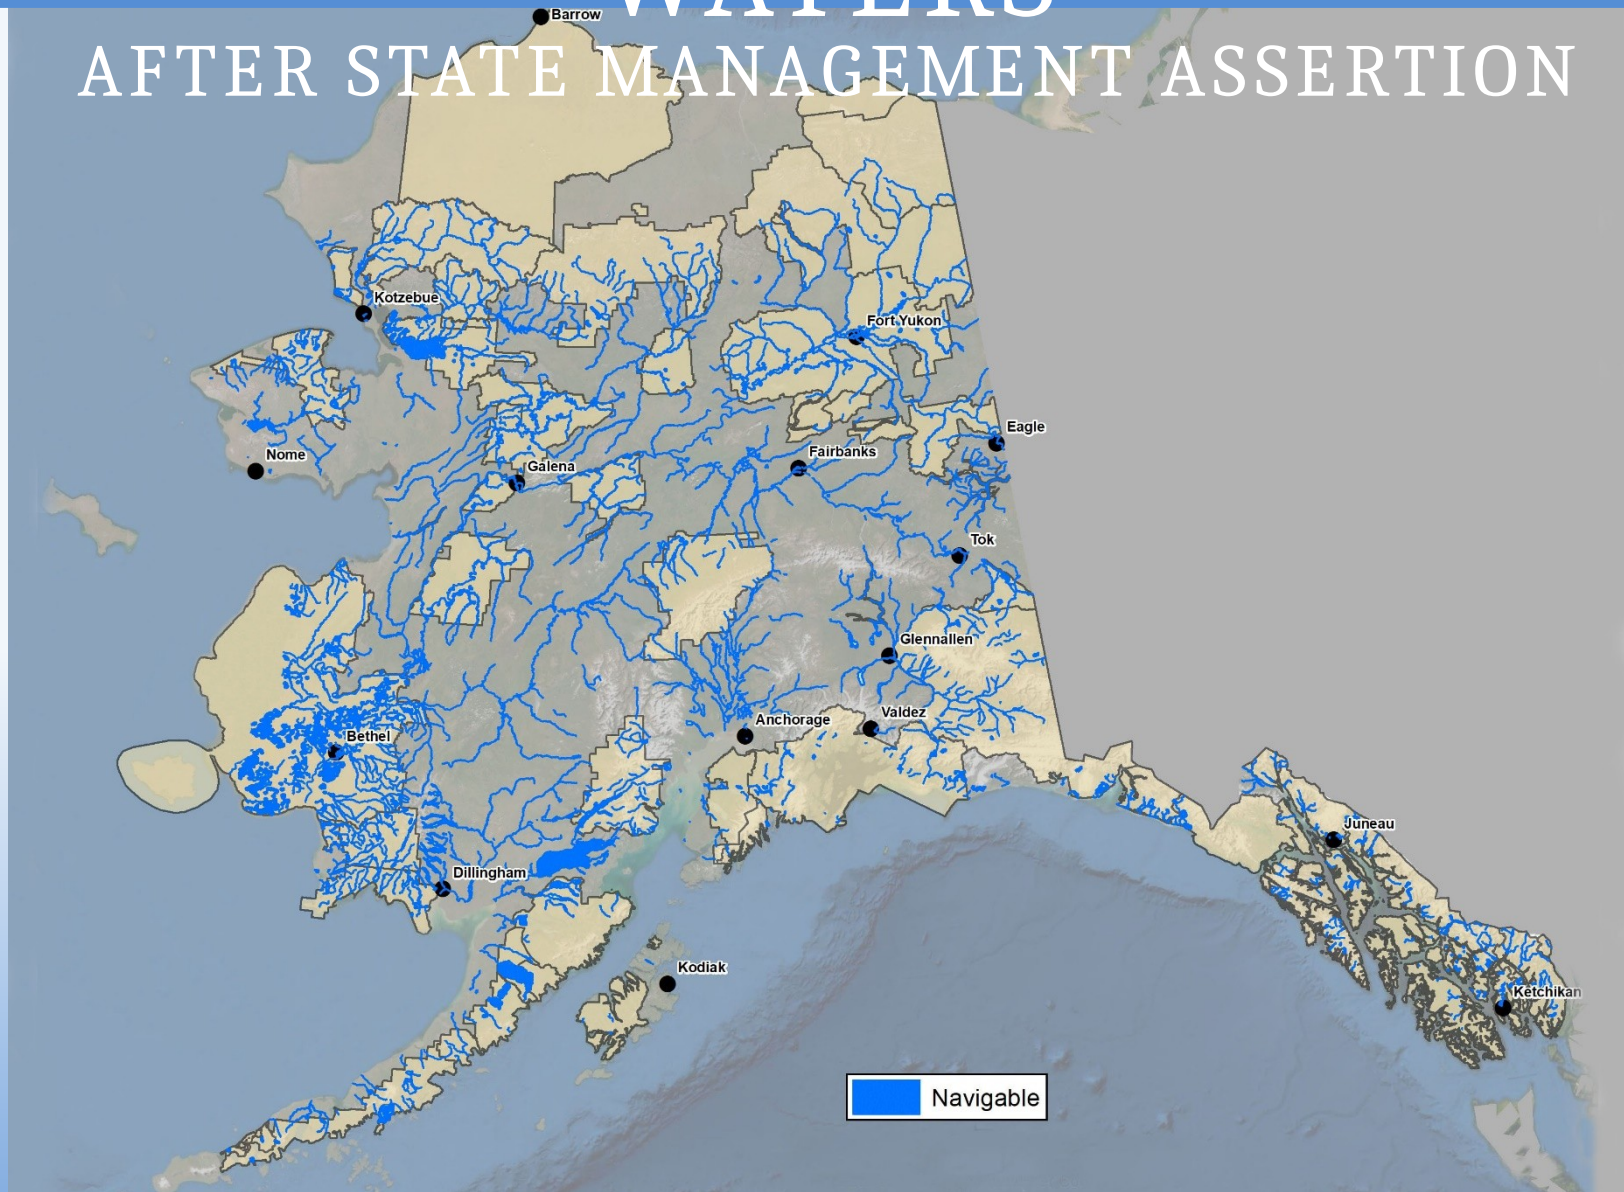 WATERS
AFTER STATE MANAGEMENT ASSERTION
Barrow
Kotzebue
Fort Yukon
Eagle
Nome
Galena
Fairbanks
Tok
Glennallen
Bethel
Anchorage
Valdez
Juneau
Dillingham
Kodiak
Ketchikan
Navigable